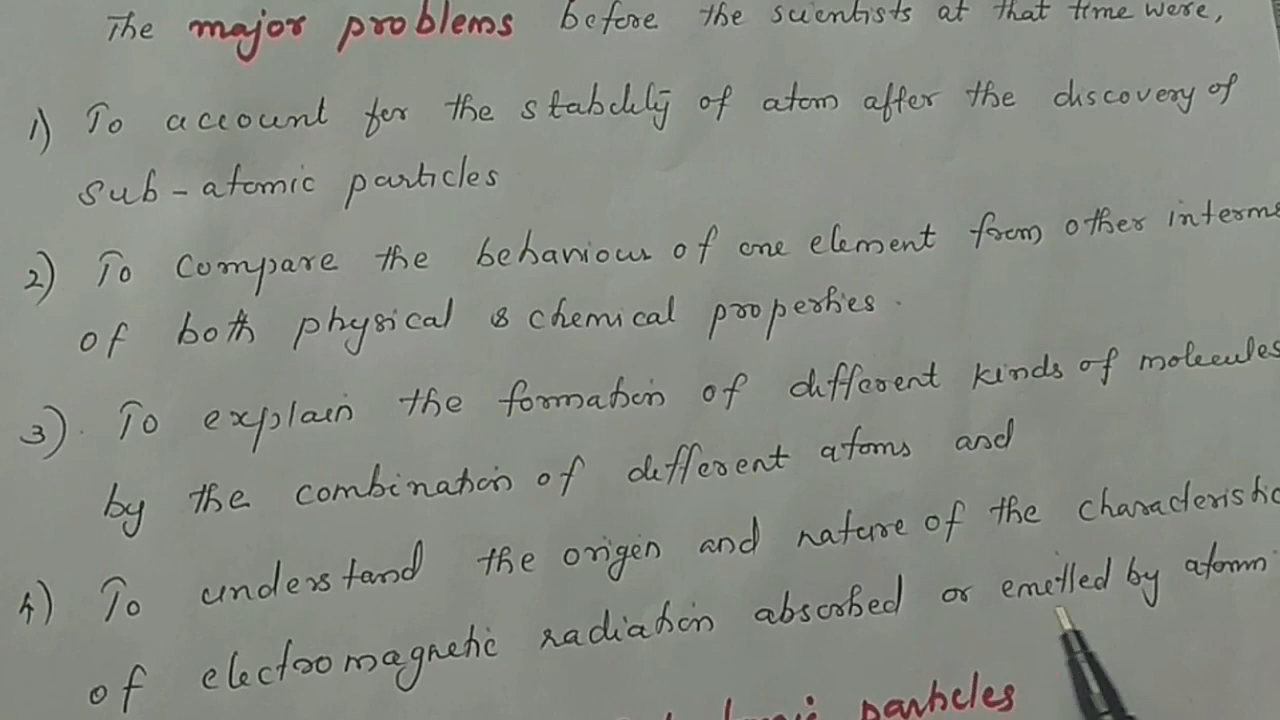 The major problems before the scientists at that time were,
1) To account for the stability of atom after the discovery of
sub-atomic particles
2) To compare the behaviour of one element from other interms
of both physical & chemical properties.
3). To explain the formation of different kinds of molecules
by the combination of different atoms and
4) To understand the origin and nature of the characteristic
of electromagnetic radiation absorbed or emitted by atom
particles